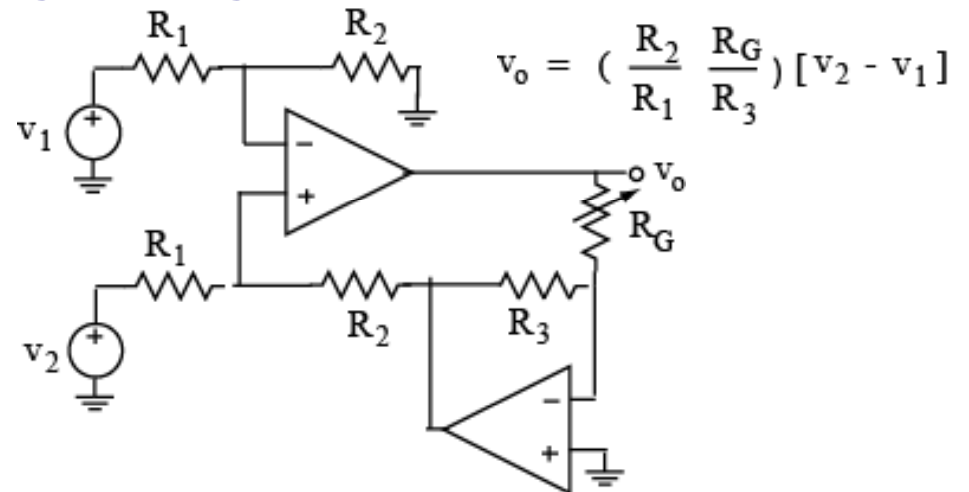 R1
R2
vo = ( R2/R1 RG/R3 ) [v2 - v1]
v1
+
-
+
vo
RG
R1
R2
R3
v2
+
-
+